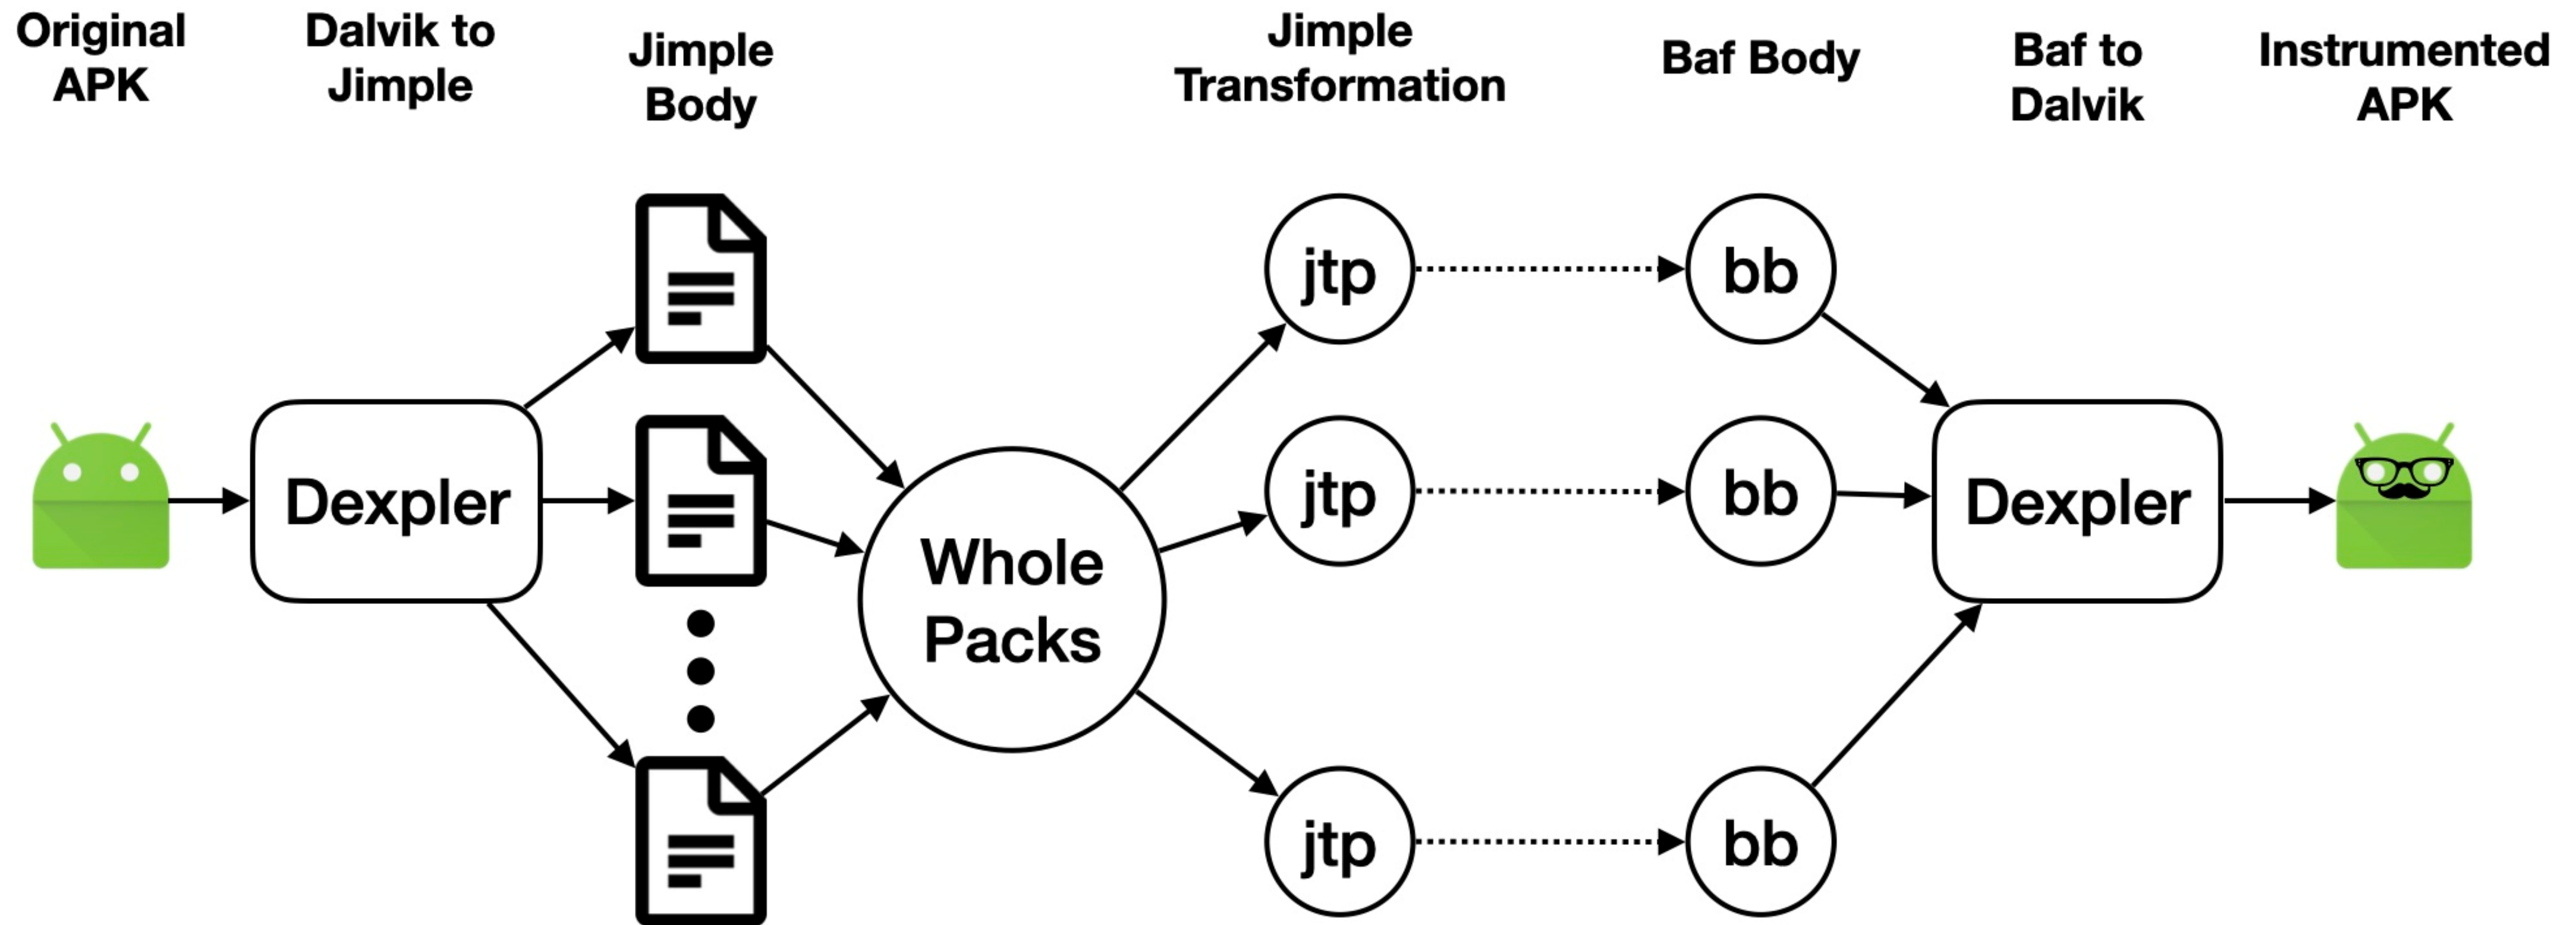 Original
APK
Dalvik to
Jimple
Jimple
Body
Jimple
Transformation
Baf Body
Baf to
Dalvik
Instrumented
APK
Dexpler
Whole
Packs
jtp
jtp
jtp
bb
bb
bb
Dexpler